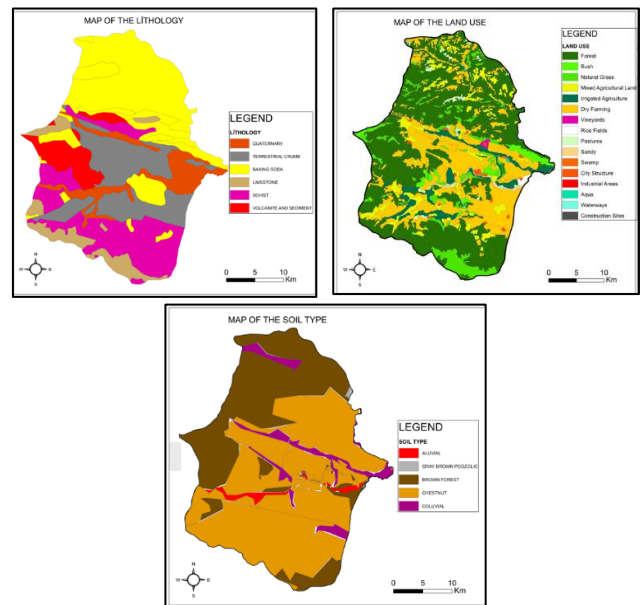 MAP OF THE LİTHOLOGY
LEGEND
LİTHOLOGY
QUATERNARY
TERRESTRIAL CRUMB
BAKING SODA
LIMESTONE
SCHIST
VOLCANITE AND SEDIMENT
N
W E
S
0 5 10
Km
MAP OF THE LAND USE
LEGEND
LAND USE
Forest
Bush
Natural Grass
Mixed Agricultural Land
Irrigated Agriculture
Dry Farming
Vineyards
Rice Fields
Pastures
Sandy
Swamp
City Structure
Industrial Areas
Aqua
Waterways
Construction Sites
N
W E
S
0 5 10
Km
MAP OF THE SOIL TYPE
LEGEND
SOIL TYPE
ALUVIAL
GRAY BROWN PODZOLIC
BROWN FOREST
CHESTNUT
COLUVIAL
N
W E
S
0 5 10
Km